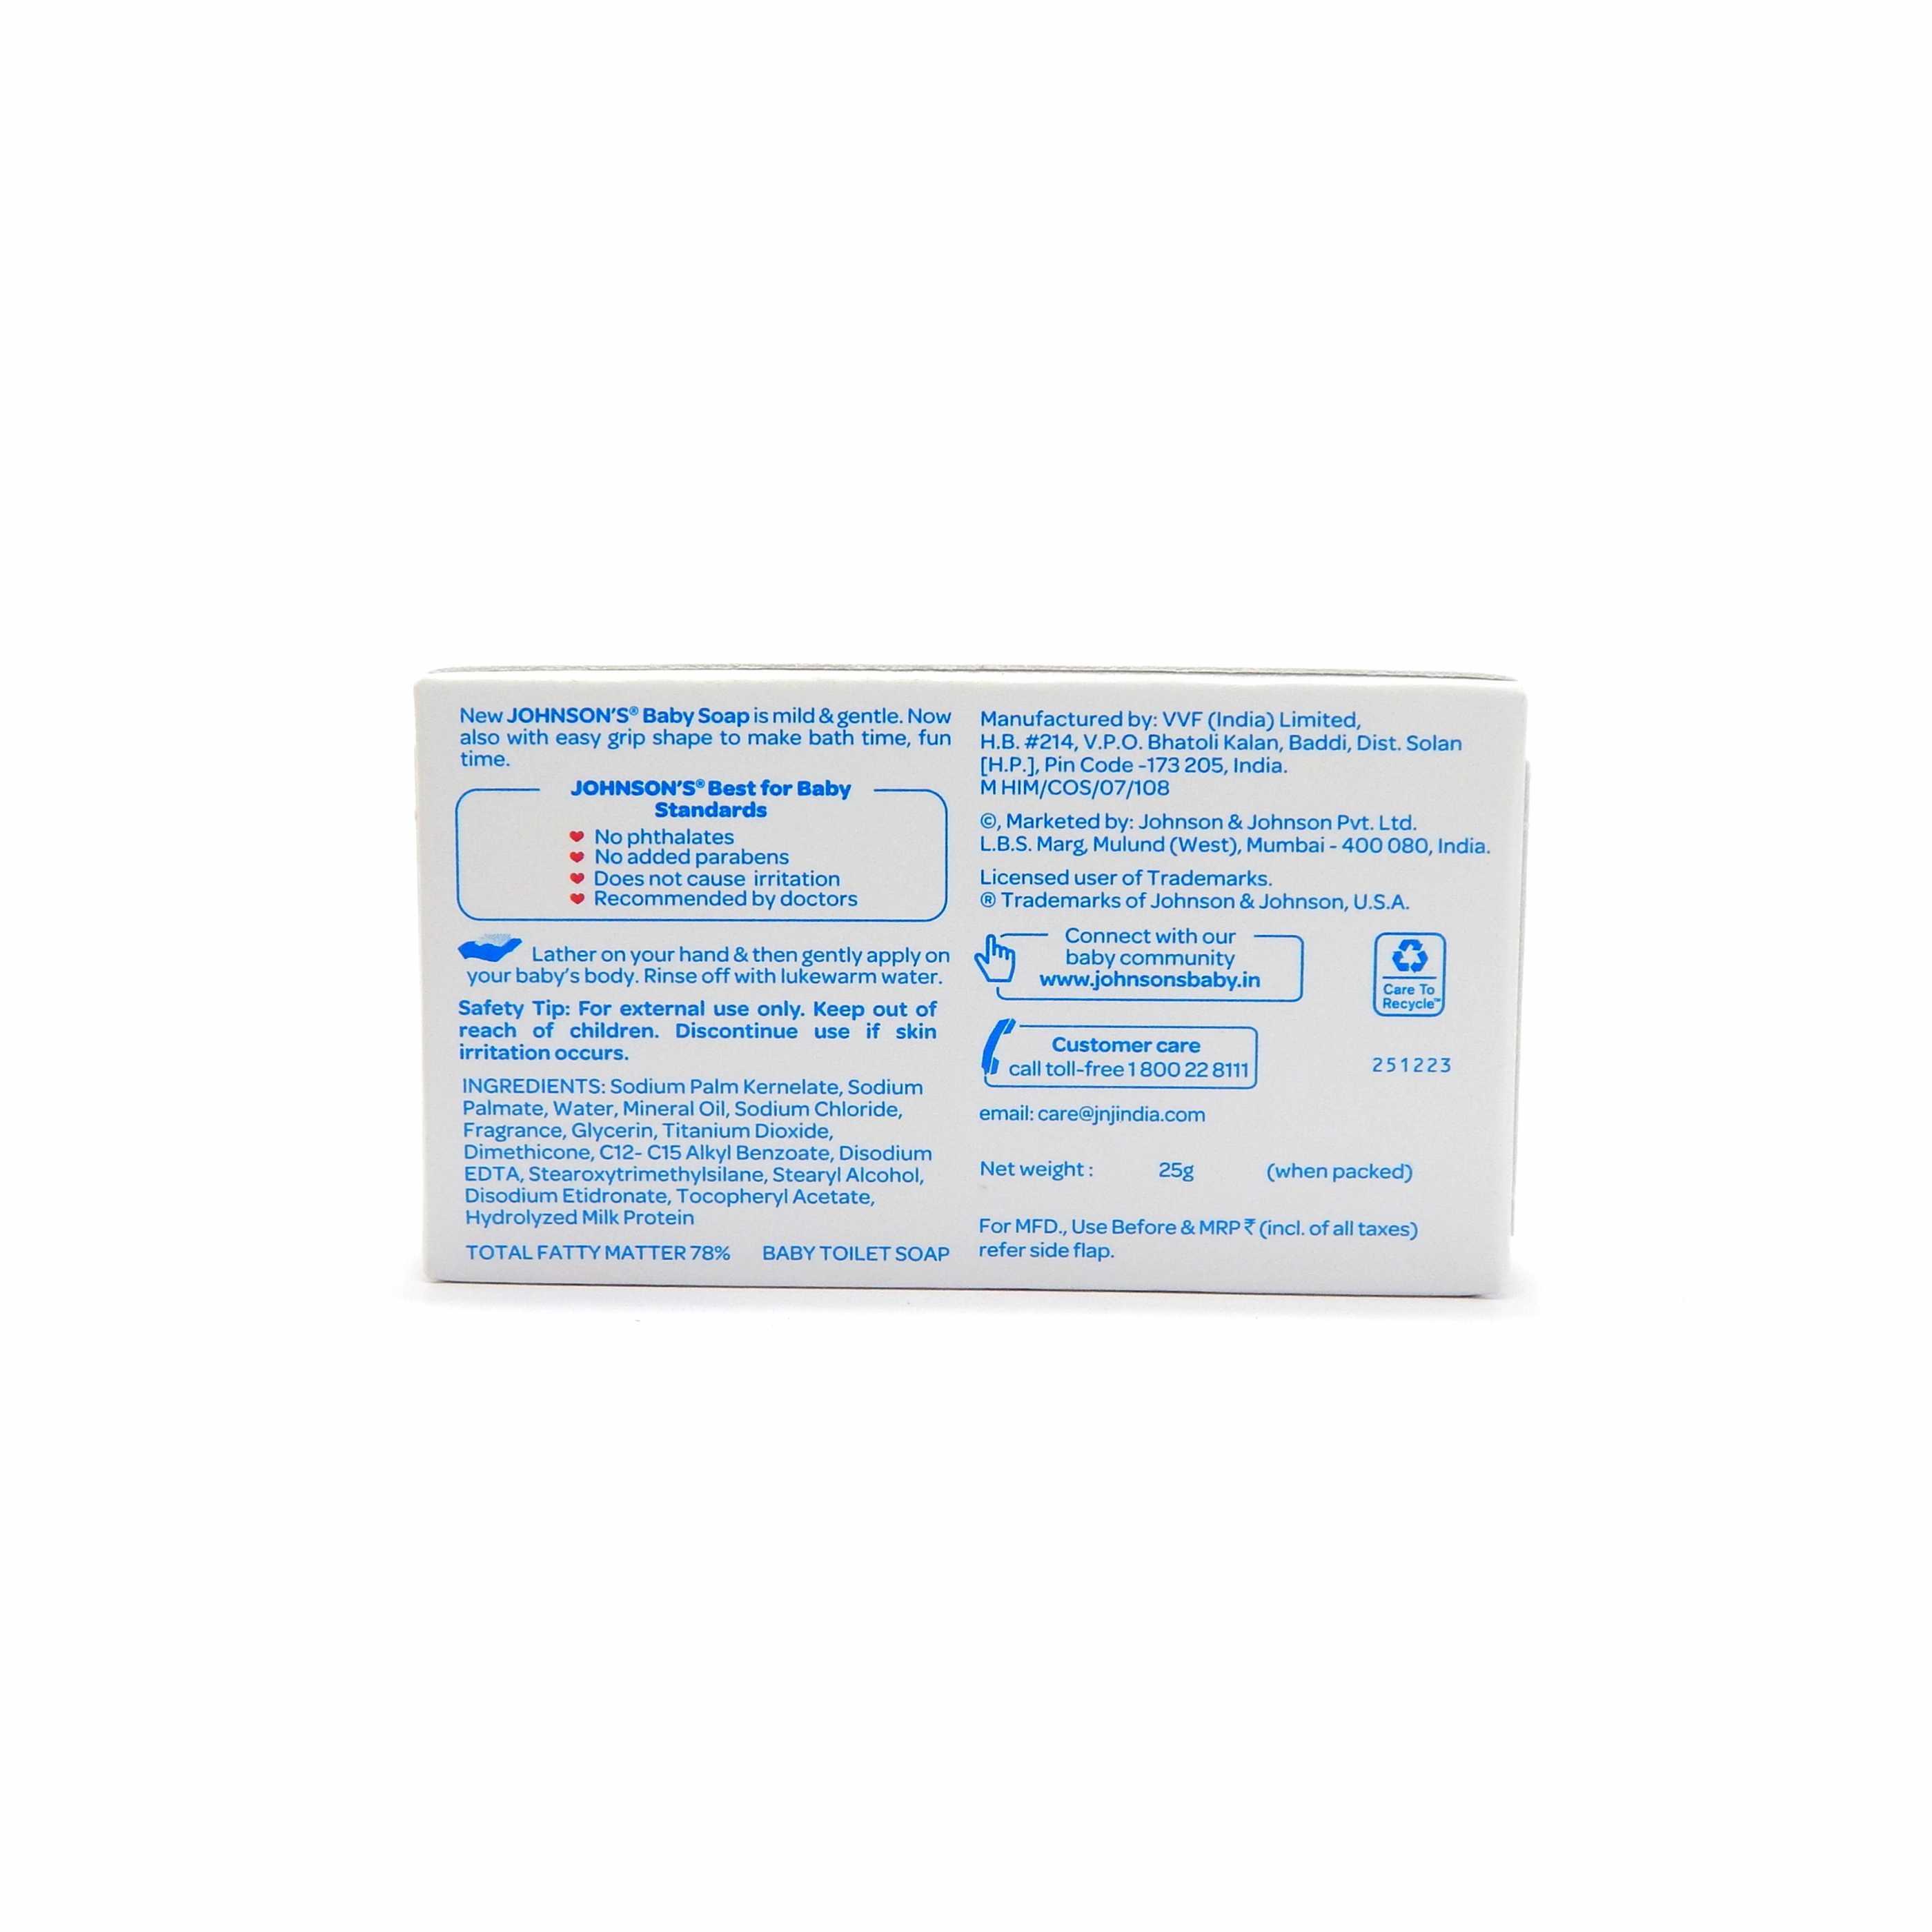 New JOHNSON'S® Baby Soap is mild & gentle. Now
also with easy grip shape to make bath time, fun
time.
JOHNSON'S® Best for Baby
Standards
No phthalates
No added parabens
Does not cause irritation
Recommended by doctors
Lather on your hand & then gently apply on
your baby's body. Rinse off with lukewarm water.
Safety Tip: For external use only. Keep out of
reach of children. Discontinue use if skin
irritation occurs.
INGREDIENTS: Sodium Palm Kernelate, Sodium
Palmate, Water, Mineral Oil, Sodium Chloride,
Fragrance, Glycerin, Titanium Dioxide,
Dimethicone, C12- C15 Alkyl Benzoate, Disodium
EDTA, Stearoxytrimethylsilane, Stearyl Alcohol,
Disodium Etidronate, Tocopheryl Acetate,
Hydrolyzed Milk Protein
TOTAL FATTY MATTER 78% BABY TOILET SOAP
Manufactured by: VVF (India) Limited,
H.B. #214, V.P.O. Bhatoli Kalan, Baddi, Dist. Solan
[H.P.], Pin Code -173 205, India.
M HIM/COS/07/108
©, Marketed by: Johnson & Johnson Pvt. Ltd.
L.B.S. Marg, Mulund (West), Mumbai - 400 080, India.
Licensed user of Trademarks.
® Trademarks of Johnson & Johnson, U.S.A.
Connect with our
baby community
www.johnsonsbaby.in
Care To
Recycle™
Customer care
call toll-free 1 800 22 8111
251223
email: care@jnjindia.com
Net weight : 25g (when packed)
For MFD., Use Before & MRP ₹ (incl. of all taxes)
refer side flap.